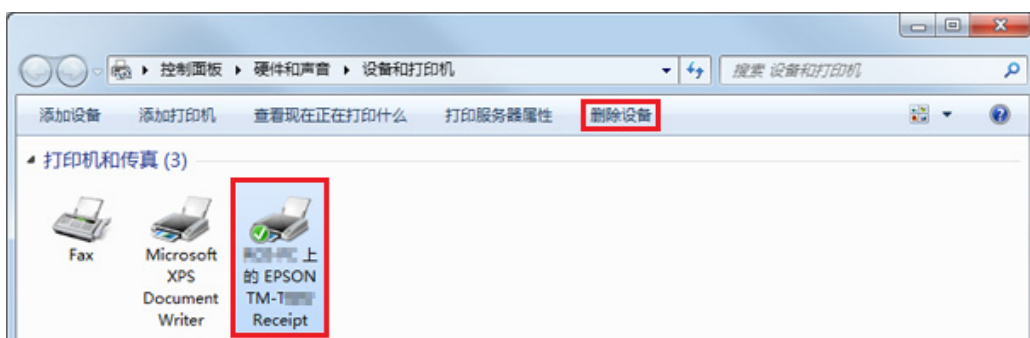 控制面板 ▸ 硬件和声音 ▸ 设备和打印机
搜索 设备和打印机
添加设备 添加打印机 查看现在正在打印什么 打印服务器属性 删除设备
打印机和传真 (3)
Fax
Microsoft
XPS
Document
Writer
上
的 EPSON
TM-T
Receipt